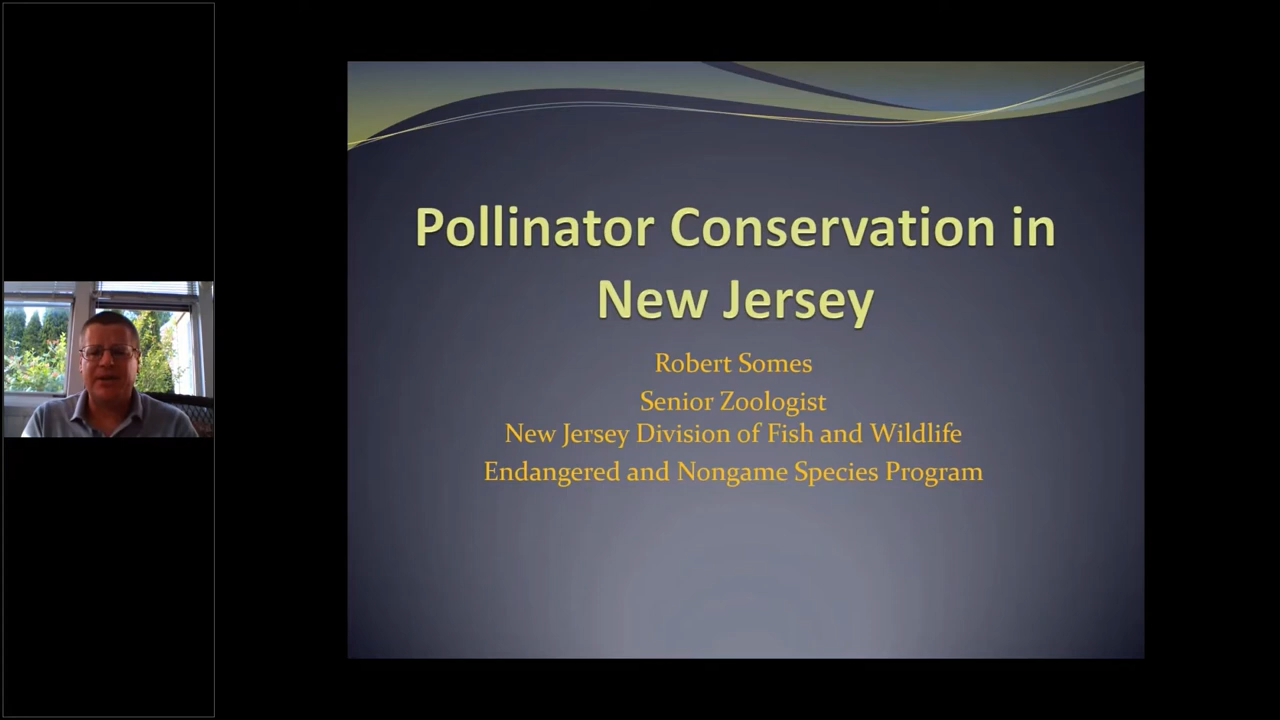 Pollinator Conservation in
New Jersey
Robert Somes
Senior Zoologist
New Jersey Division of Fish and Wildlife
Endangered and Nongame Species Program